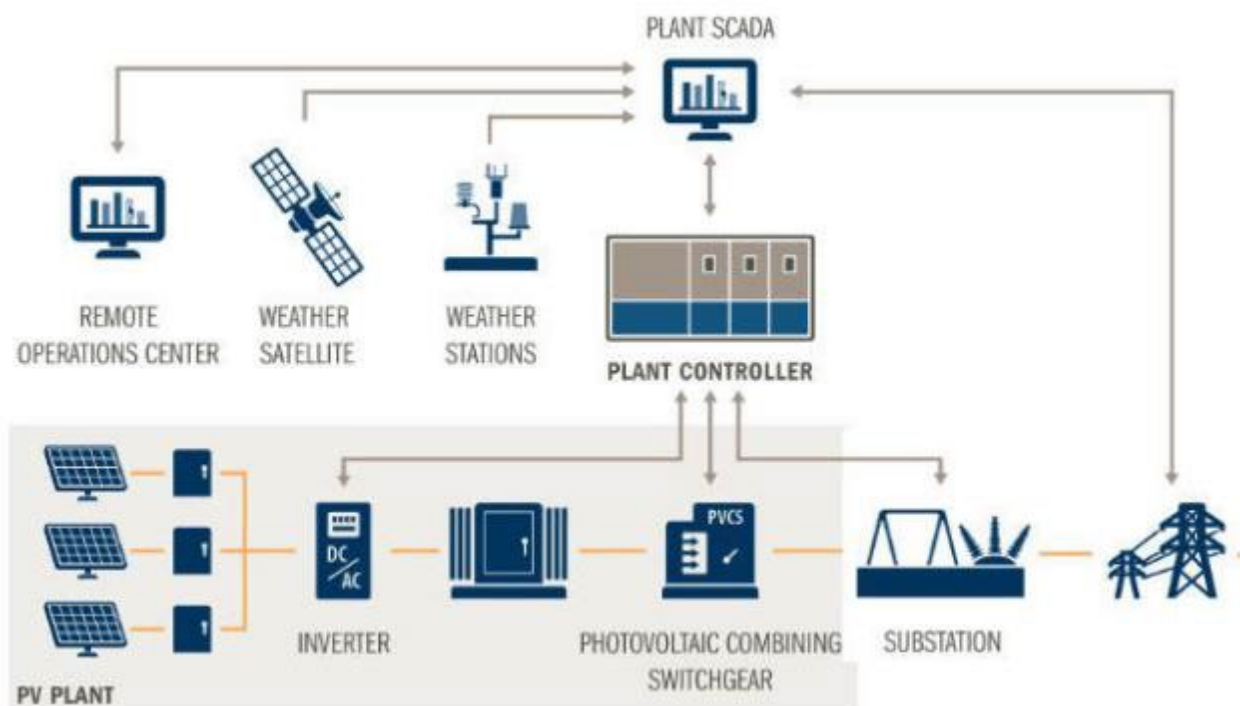 PLANT SCADA
REMOTE
OPERATIONS CENTER
WEATHER
SATELLITE
WEATHER
STATIONS
PLANT CONTROLLER
DC
AC
PVCS
INVERTER
PHOTOVOLTAIC COMBINING
SWITCHGEAR
SUBSTATION
PV PLANT